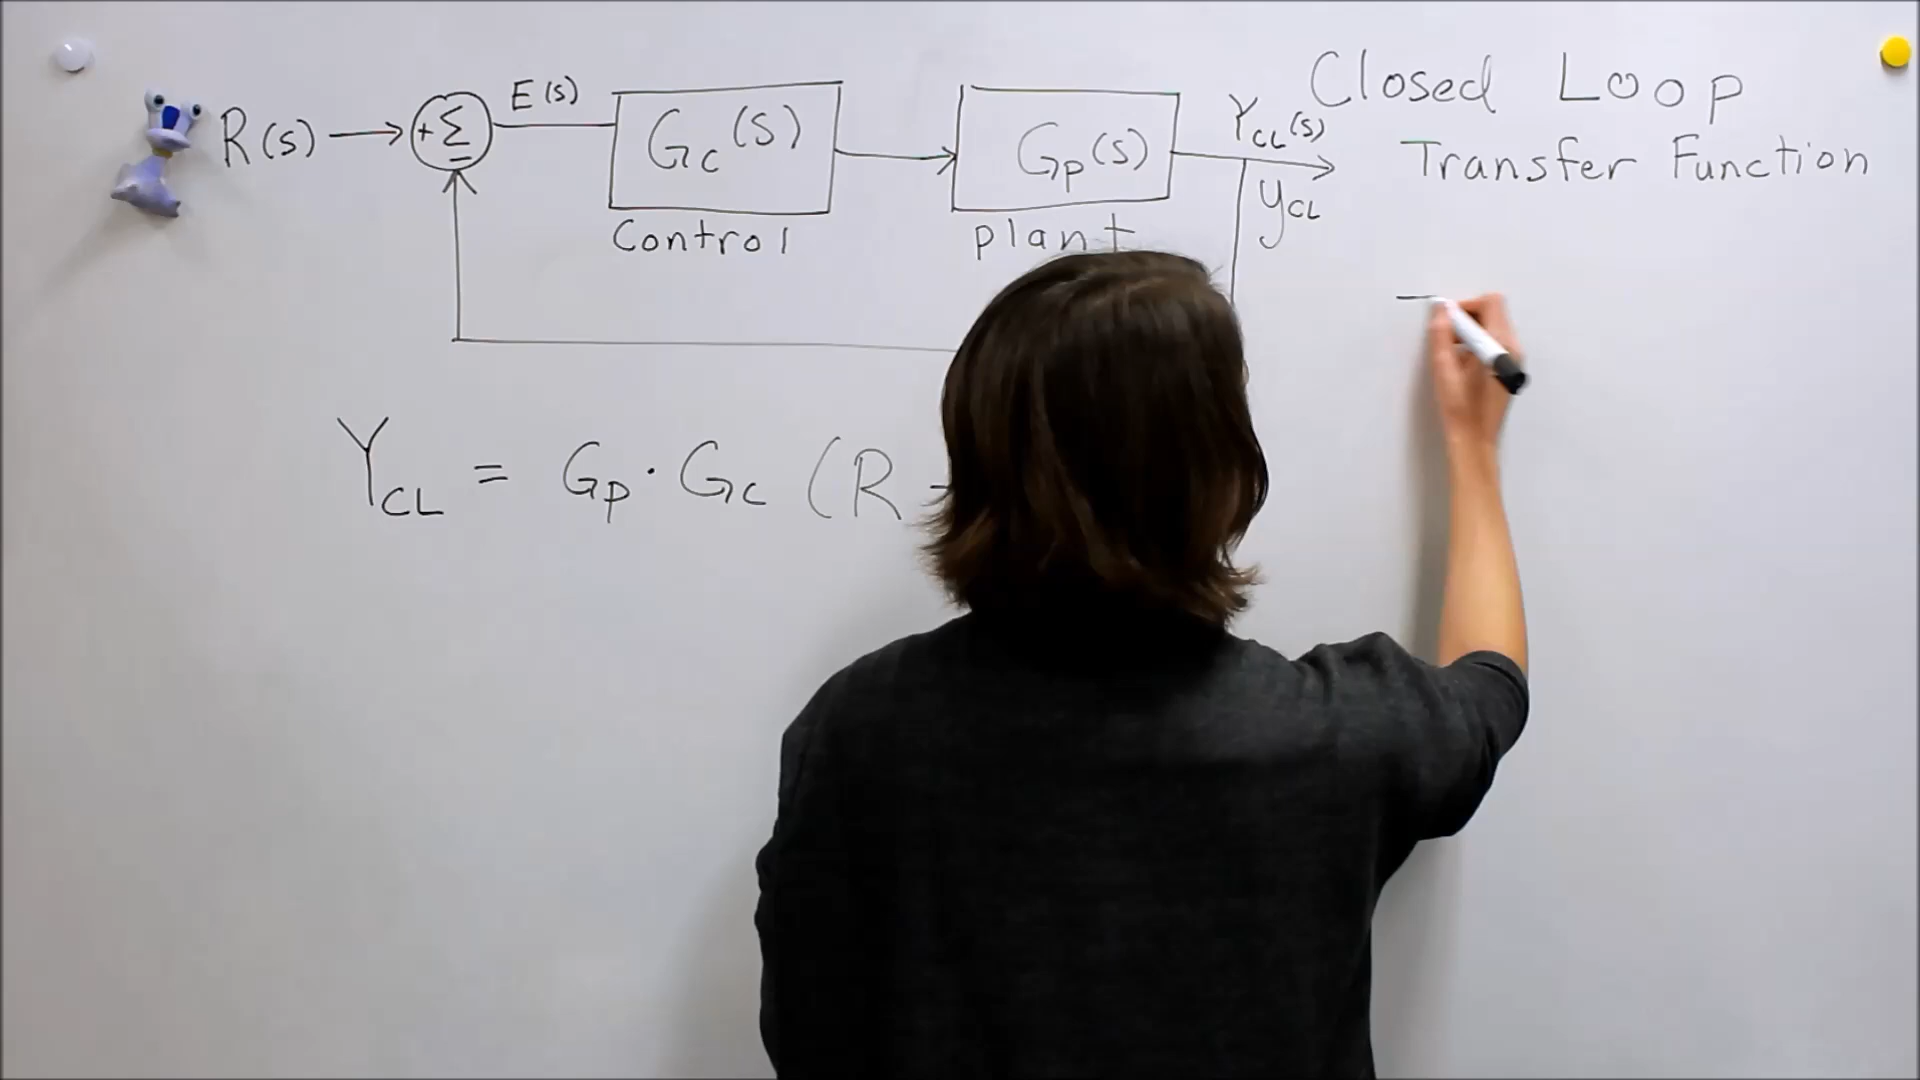 Closed Loop
Transfer Function
R(s) + Σ − E(s) Gc(s) Gp(s) YCL(s)
yCL
Control plant
YCL = Gp · Gc (R -